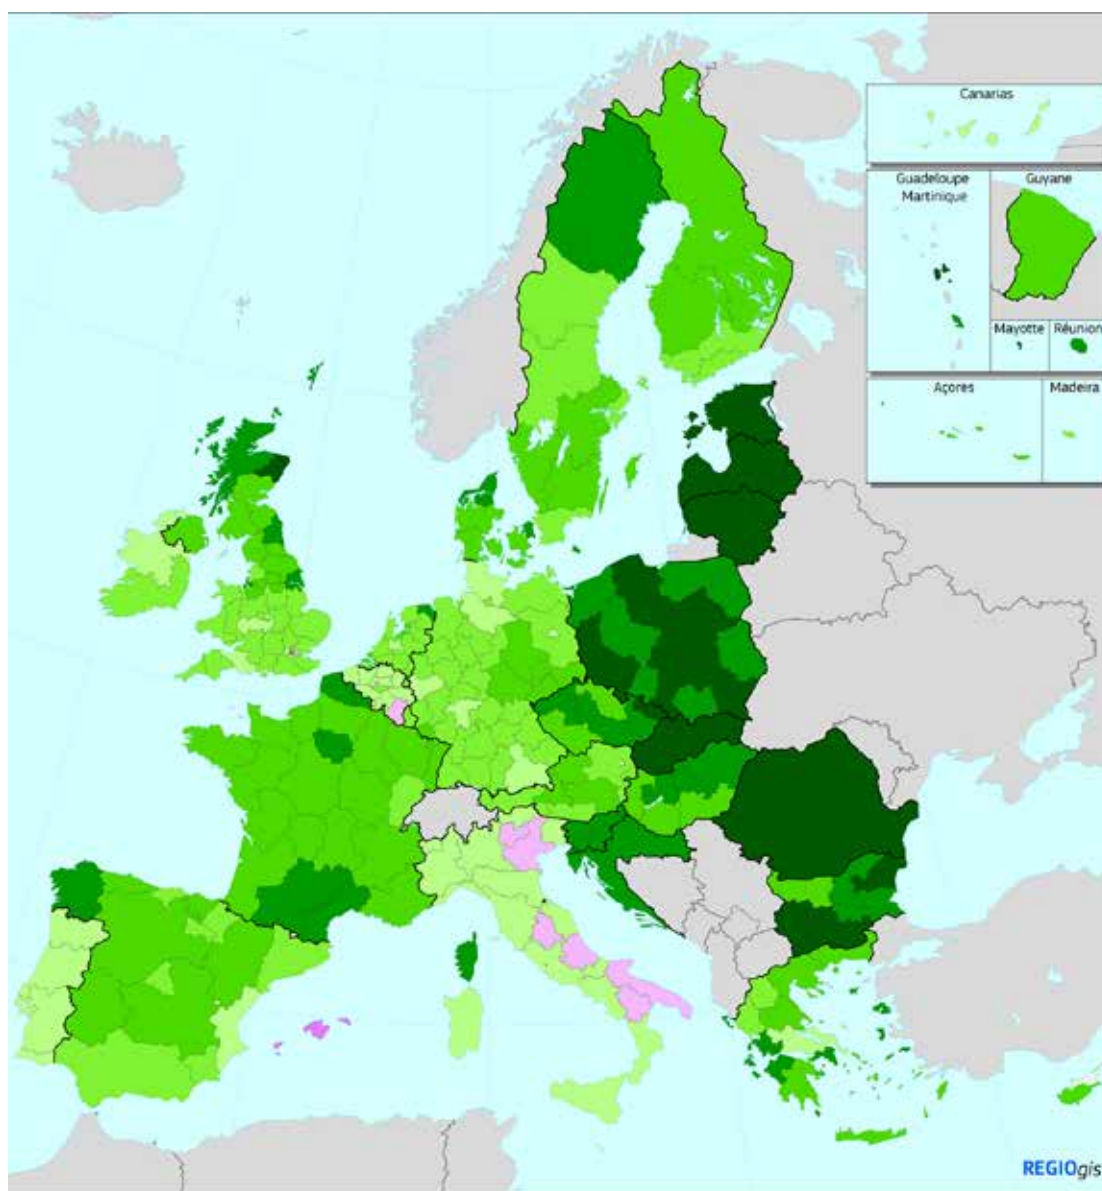 Canarias
Guadeloupe
Martinique
Guyane
Mayotte
Réunion
Açores
Madeira
REGIOgis